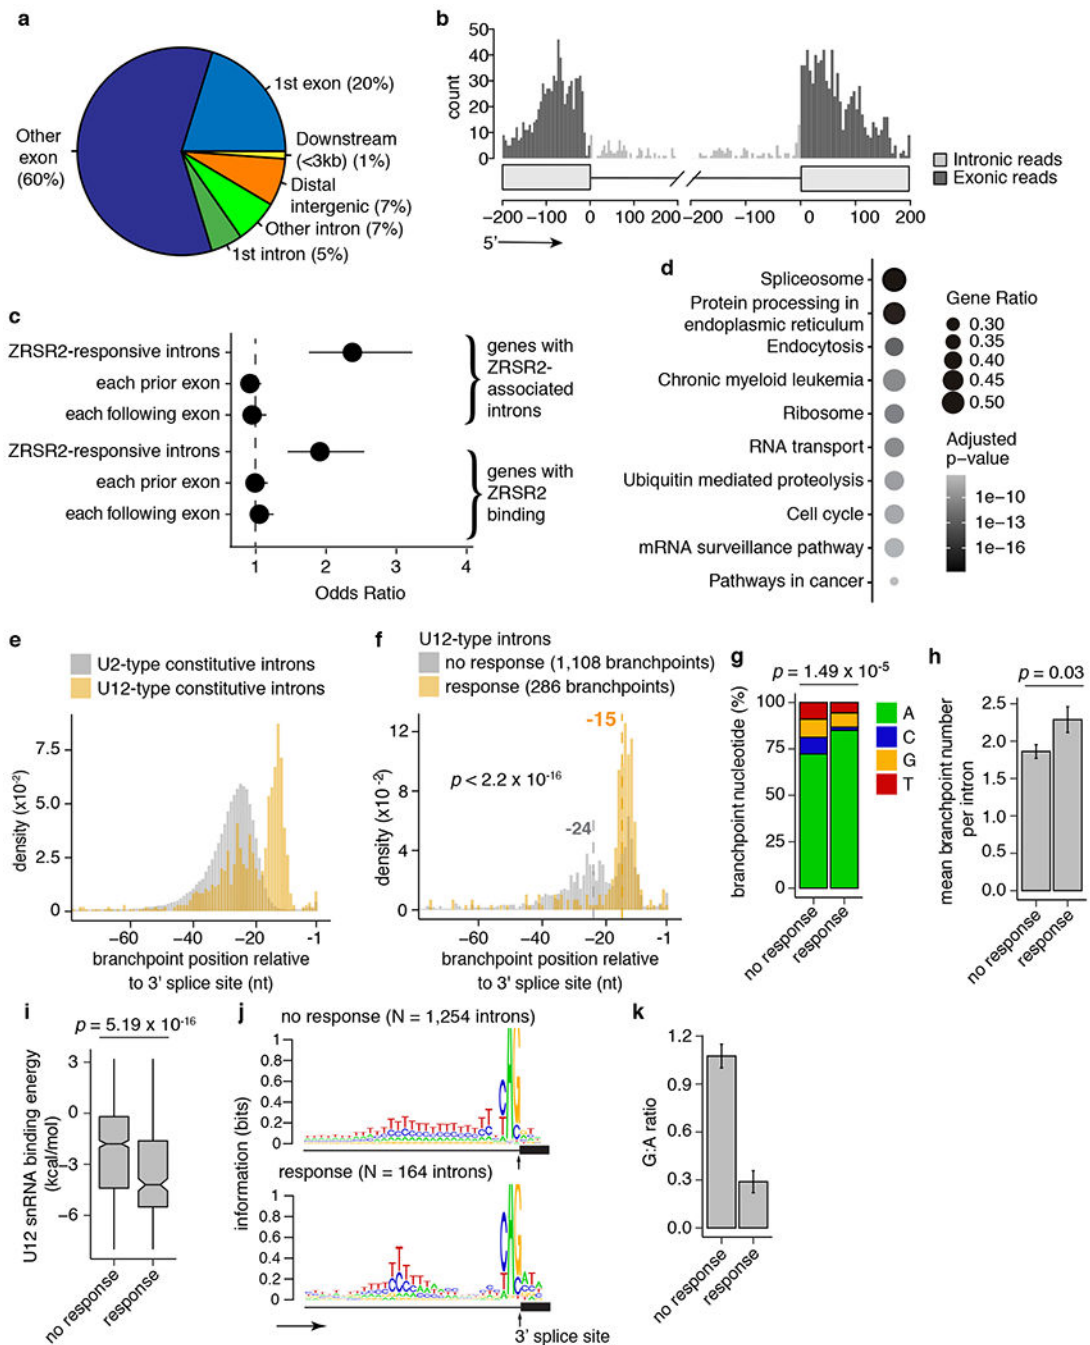 a
1st exon (20%)
Other
exon
(60%)
Downstream
(<3kb) (1%)
Distal
intergenic (7%)
Other intron (7%)
1st intron (5%)
b
count
50
40
30
20
10
0
Intronic reads
Exonic reads
−200 −100 0 100 200
−200 −100 0 100 200
5'
c
ZRSR2-responsive introns
each prior exon
each following exon
genes with
ZRSR2-
associated
introns
ZRSR2-responsive introns
each prior exon
each following exon
genes with
ZRSR2
binding
1 2 3 4
Odds Ratio
d
Spliceosome
Protein processing in
endoplasmic reticulum
Endocytosis
Chronic myeloid leukemia
Ribosome
RNA transport
Ubiquitin mediated proteolysis
Cell cycle
mRNA surveillance pathway
Pathways in cancer
Gene Ratio
0.30
0.35
0.40
0.45
0.50
Adjusted
p−value
1e−10
1e−13
1e−16
e
U2-type constitutive introns
U12-type constitutive introns
density (x10-2)
7.5
5.0
2.5
0
−60 −40 −20 -1
branchpoint position relative
to 3' splice site (nt)
f
U12-type introns
no response (1,108 branchpoints)
response (286 branchpoints)
density (x10-2)
12
8
4
0
-15
p < 2.2 x 10-16
-24
−60 −40 −20 -1
branchpoint position relative
to 3' splice site (nt)
g
p = 1.49 x 10-5
branchpoint nucleotide (%)
100
75
50
25
0
A
C
G
T
no response
response
h
p = 0.03
mean branchpoint number
per intron
2.5
2.0
1.5
1.0
0.5
0.0
no response
response
i
p = 5.19 x 10-16
U12 snRNA binding energy
(kcal/mol)
3
0
−3
−6
no response
response
j
no response (N = 1,254 introns)
information (bits)
1
0.8
0.6
0.4
0.2
0
response (N = 164 introns)
1
0.8
0.6
0.4
0.2
0
3' splice site
k
G:A ratio
1.2
0.9
0.6
0.3
0.0
no response
response